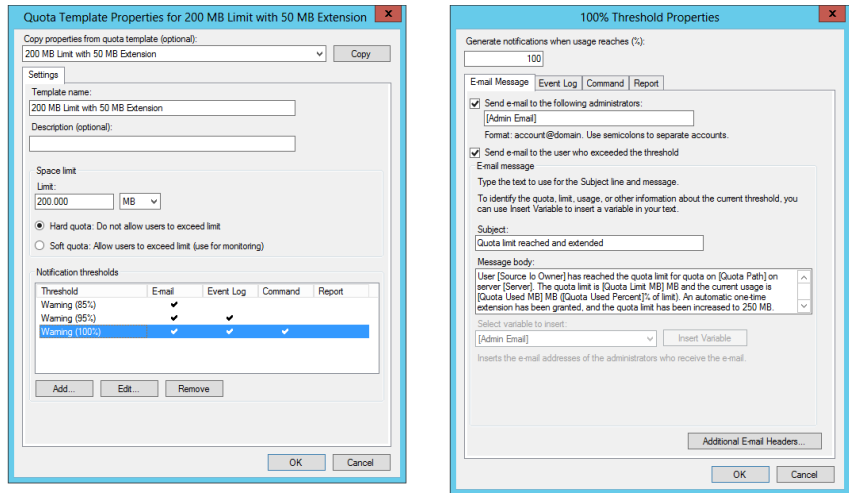 Quota Template Properties for 200 MB Limit with 50 MB Extension
x
Copy properties from quota template (optional):
200 MB Limit with 50 MB Extension
Copy
Settings
Template name:
200 MB Limit with 50 MB Extension
Description (optional):
Space limit
Limit:
200.000
MB
Hard quota: Do not allow users to exceed limit
Soft quota: Allow users to exceed limit (use for monitoring)
Notification thresholds
Threshold E-mail Event Log Command Report
Warning (85%)
Warning (95%)
Warning (100%)
Add... Edit... Remove
OK Cancel
100% Threshold Properties
x
Generate notifications when usage reaches (%):
100
E-mail Message Event Log Command Report
Send e-mail to the following administrators:
[Admin Email]
Format: account@domain. Use semicolons to separate accounts.
Send e-mail to the user who exceeded the threshold
E-mail message
Type the text to use for the Subject line and message.
To identify the quota, limit, usage, or other information about the current threshold, you
can use Insert Variable to insert a variable in your text.
Subject:
Quota limit reached and extended
Message body:
User [Source Io Owner] has reached the quota limit for quota on [Quota Path] on
server [Server]. The quota limit is [Quota Limit MB] MB and the current usage is
[Quota Used MB] MB ([Quota Used Percent]% of limit). An automatic one-time
extension has been granted, and the quota limit has been increased to 250 MB.
Select variable to insert:
[Admin Email]
Insert Variable
Inserts the e-mail addresses of the administrators who receive the e-mail.
Additional E-mail Headers...
OK Cancel